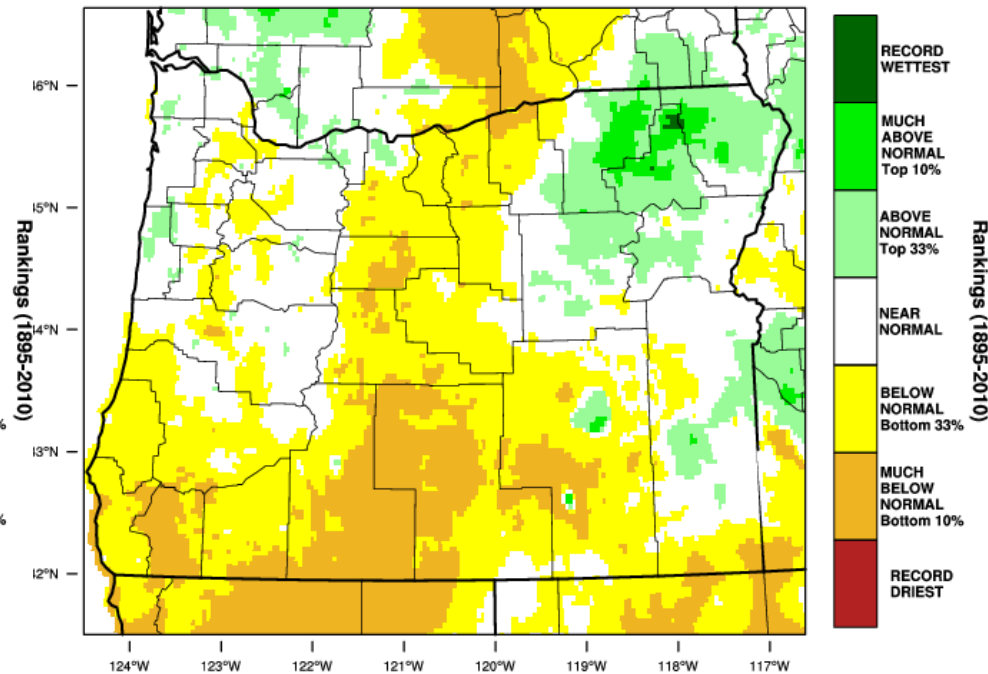 RECORD
WETTEST
MUCH
ABOVE
NORMAL
Top 10%
ABOVE
NORMAL
Top 33%
NEAR
NORMAL
BELOW
NORMAL
Bottom 33%
MUCH
BELOW
NORMAL
Bottom 10%
RECORD
DRIEST
Rankings (1895-2010)
Rankings (1895-2010)
%
%
46°N
45°N
44°N
43°N
42°N
124°W
123°W
122°W
121°W
120°W
119°W
118°W
117°W